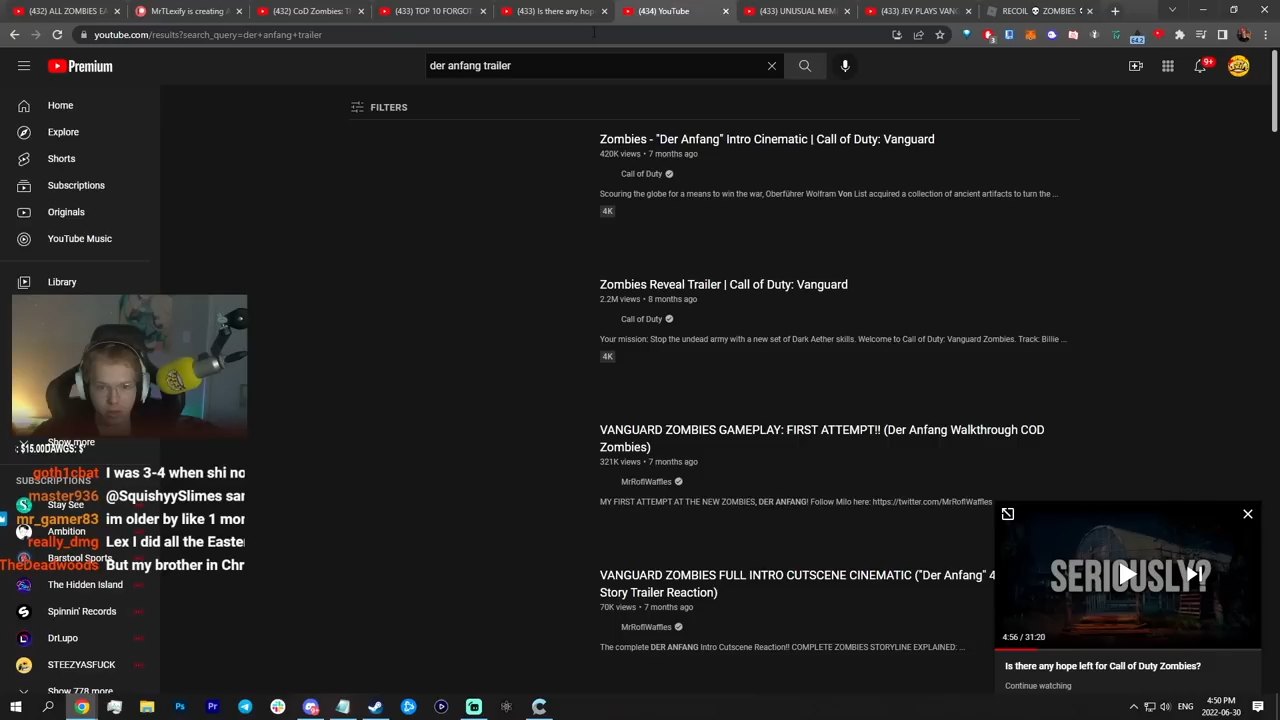 (432) ALL 82 EA
MrTLexify is creating A
(432) CoD Zombies: Ti
(433) TOP 10 FORGOT
(433) Is there any hop
(434) YouTube
(433) UNUSUAL MEM
(433) JEV PLAYS VAN
RECOIL ZOMBIES
youtube.com/results?search_query=der+anfang+trailer
3
64.2
Premium
der anfang trailer
9+
FILTERS
Home
Explore
Shorts
Subscriptions
Originals
YouTube Music
Library
Show more
: $15.00DAWGS: $
goth1cbat I was 3-4 when shi no
SUBSCRIPTIONS
master936 @SquishyySlimes sar
Stay See
mr_gamer83 im older by like 1 mor
Ambition
really_dmg Lex I did all the Easte
Barstool Sports
TheDeadwoods But my brother in Chr
The Hidden Island
Spinnin' Records
DrLupo
STEEZYASFUCK
Show 778 more
Zombies - "Der Anfang" Intro Cinematic | Call of Duty: Vanguard
420K views • 7 months ago
Call of Duty
Scouring the globe for a means to win the war, Oberführer Wolfram Von List acquired a collection of ancient artifacts to turn the ...
4K
Zombies Reveal Trailer | Call of Duty: Vanguard
2.2M views • 8 months ago
Call of Duty
Your mission: Stop the undead army with a new set of Dark Aether skills. Welcome to Call of Duty: Vanguard Zombies. Track: Billie ...
4K
VANGUARD ZOMBIES GAMEPLAY: FIRST ATTEMPT!! (Der Anfang Walkthrough COD
Zombies)
321K views • 7 months ago
MrRoflWaffles
MY FIRST ATTEMPT AT THE NEW ZOMBIES, DER ANFANG! Follow Milo here: https://twitter.com/MrRoflWaffles
VANGUARD ZOMBIES FULL INTRO CUTSCENE CINEMATIC ("Der Anfang" 4
Story Trailer Reaction)
70K views • 7 months ago
MrRoflWaffles
The complete DER ANFANG Intro Cutscene Reaction!! COMPLETE ZOMBIES STORYLINE EXPLAINED: ...
SERIOUSLY?
4:56 / 31:20
Is there any hope left for Call of Duty Zombies?
Continue watching
ENG
4:50 PM
2022-06-30